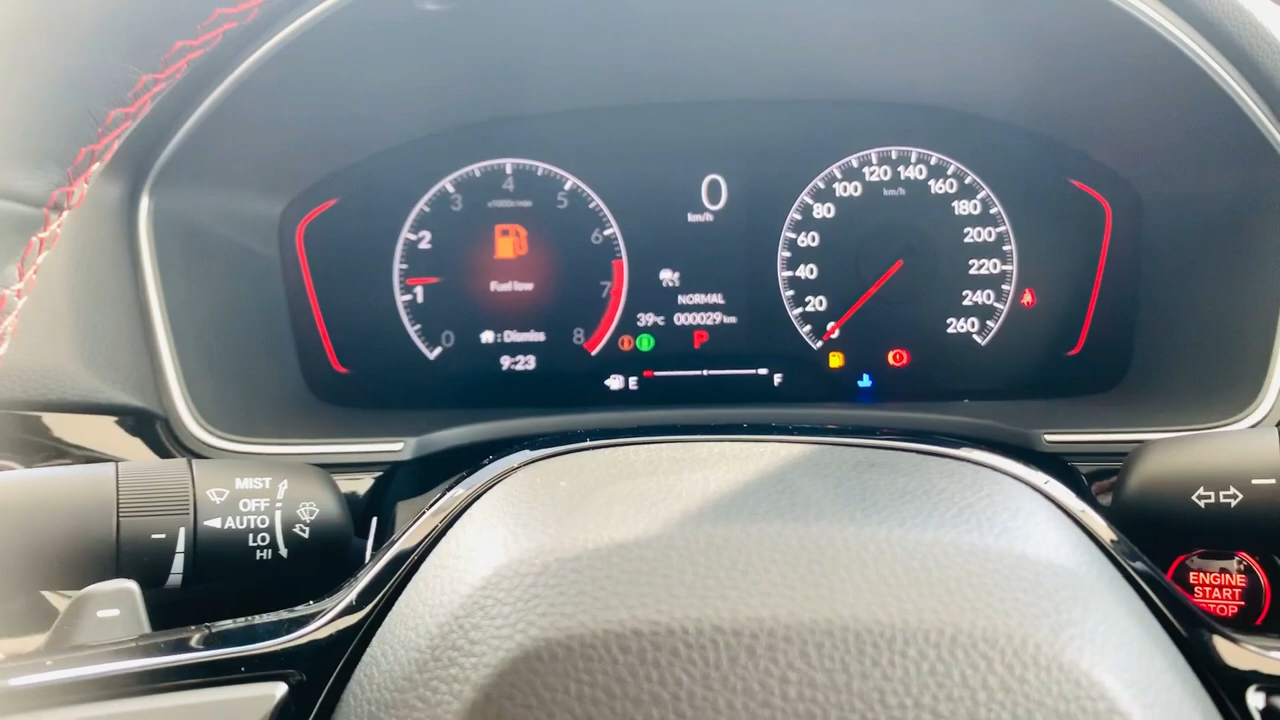 0 1 2 3 4 5 6 7 8
x1000r/min
Fuel low
: Dismiss
9:23
0
km/h
NORMAL
39℃ 000029 km
P
E F
0 20 40 60 80 100 120 140 160 180 200 220 240 260
km/h
MIST
OFF
AUTO
LO
HI
ENGINE
START
STOP